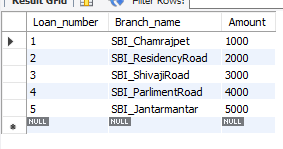 Result Grid Filter Rows:
Loan_number Branch_name Amount
1 SBI_Chamrajpet 1000
2 SBI_ResidencyRoad 2000
3 SBI_ShivajiRoad 3000
4 SBI_ParlimentRoad 4000
5 SBI_Jantarmantar 5000
NULL NULL NULL